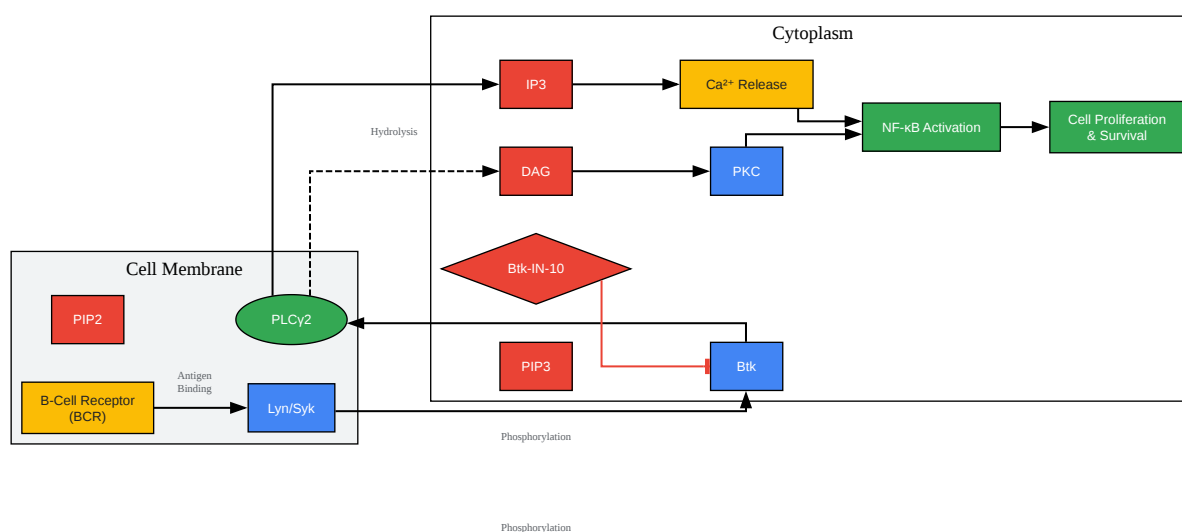 Cytoplasm
IP3
Ca²⁺ Release
NF-κB Activation
Cell Proliferation
& Survival
Hydrolysis
DAG
PKC
Cell Membrane
Btk-IN-10
PIP2
PLCγ2
PIP3
Btk
Antigen
Binding
B-Cell Receptor
(BCR)
Lyn/Syk
Phosphorylation
Phosphorylation